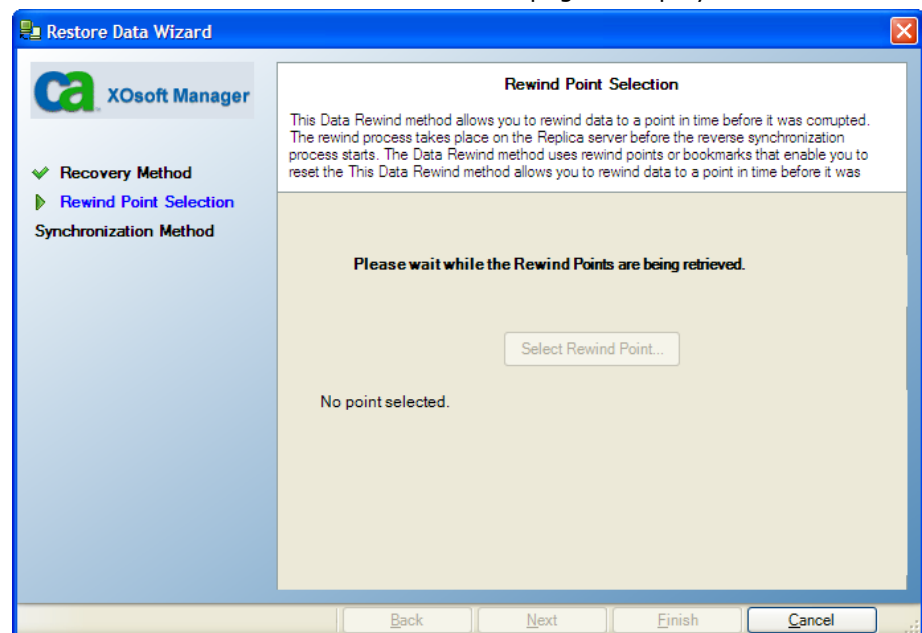 Restore Data Wizard
ca XOsoft Manager
Recovery Method
Rewind Point Selection
Synchronization Method
Rewind Point Selection
This Data Rewind method allows you to rewind data to a point in time before it was corrupted.
The rewind process takes place on the Replica server before the reverse synchronization
process starts. The Data Rewind method uses rewind points or bookmarks that enable you to
reset the This Data Rewind method allows you to rewind data to a point in time before it was
Please wait while the Rewind Points are being retrieved.
Select Rewind Point...
No point selected.
Back
Next
Finish
Cancel